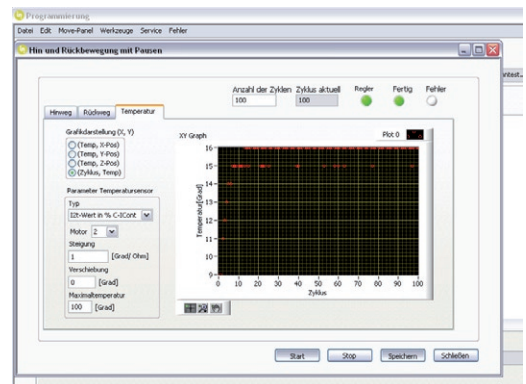 Programmierung
Datei Edit Move-Panel Werkzeuge Service Fehler
Hin und Rückbewegung mit Pausen
Anzahl der Zyklen Zyklus aktuell Regler Fertig Fehler
100 100
Hinweg Rückweg Temperatur
Grafikdarstellung (X, Y)
(Temp, X-Pos)
(Temp, Y-Pos)
(Temp, Z-Pos)
(Zyklus, Temp)
Parameter Temperatursensor
Typ
I2t-Wert in % C-ICont
Motor 2
Steigung
1 [Grad/ Ohm]
Verschiebung
0 [Grad]
Maximaltemperatur
100 [Grad]
XY Graph Plot 0
Temperatur[Grad]
16
15
14
13
12
11
10
9
0 10 20 30 40 50 60 70 80 90 100
Zyklus
Start Stop Speichern Schließen